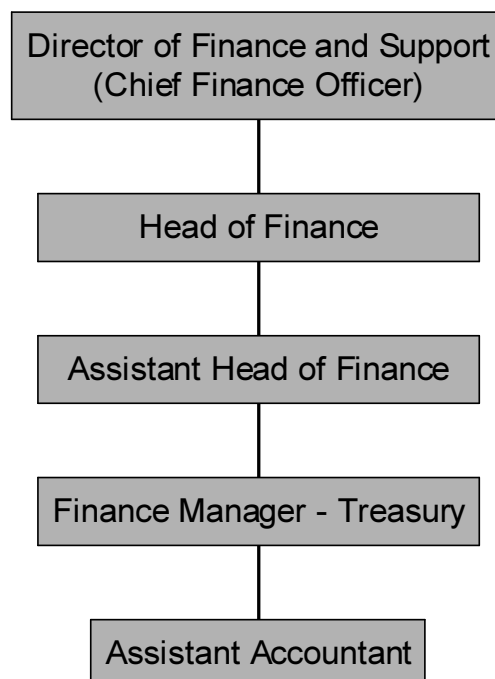 Director of Finance and Support
(Chief Finance Officer)
Head of Finance
Assistant Head of Finance
Finance Manager - Treasury
Assistant Accountant